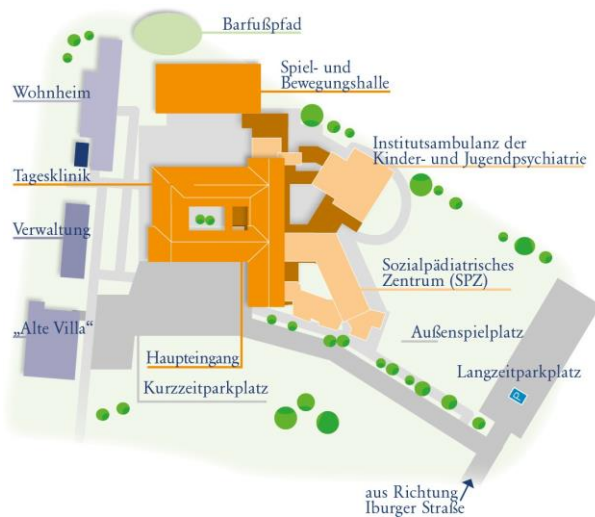 Barfußpfad
Spiel- und
Bewegungshalle
Wohnheim
Institutsambulanz der
Kinder- und Jugendpsychiatrie
Tagesklinik
Verwaltung
Sozialpädiatrisches
Zentrum (SPZ)
„Alte Villa“
Außenspielplatz
Haupteingang
Langzeitparkplatz
Kurzzeitparkplatz
P
aus Richtung
Iburger Straße